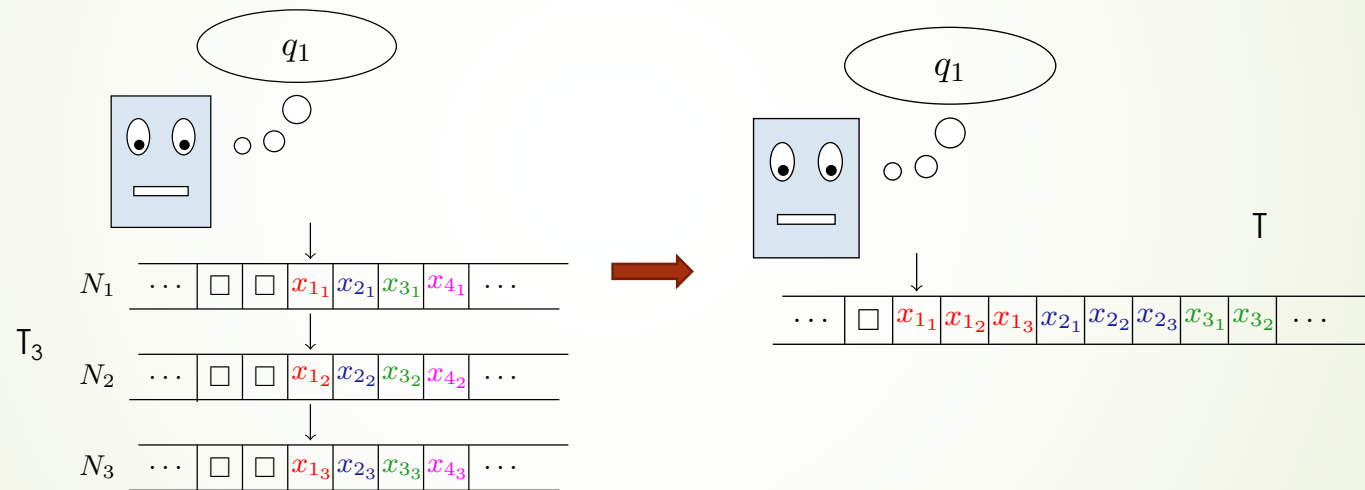 q₁
N₁ ⋯ □ □ x₁₁ x₂₁ x₃₁ x₄₁ ⋯
T₃
N₂ ⋯ □ □ x₁₂ x₂₂ x₃₂ x₄₂ ⋯
N₃ ⋯ □ □ x₁₃ x₂₃ x₃₃ x₄₃ ⋯
q₁
T
⋯ □ x₁₁ x₁₂ x₁₃ x₂₁ x₂₂ x₂₃ x₃₁ x₃₂ ⋯